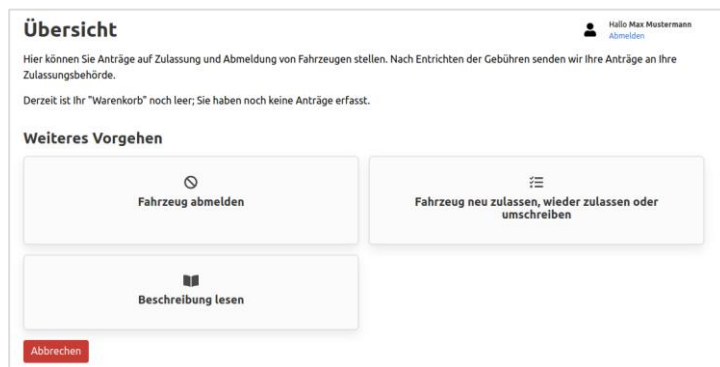 Übersicht
Hallo Max Mustermann
Abmelden
Hier können Sie Anträge auf Zulassung und Abmeldung von Fahrzeugen stellen. Nach Entrichten der Gebühren senden wir Ihre Anträge an Ihre
Zulassungsbehörde.
Derzeit ist Ihr "Warenkorb" noch leer; Sie haben noch keine Anträge erfasst.
Weiteres Vorgehen
Fahrzeug abmelden
Fahrzeug neu zulassen, wieder zulassen oder
umschreiben
Beschreibung lesen
Abbrechen